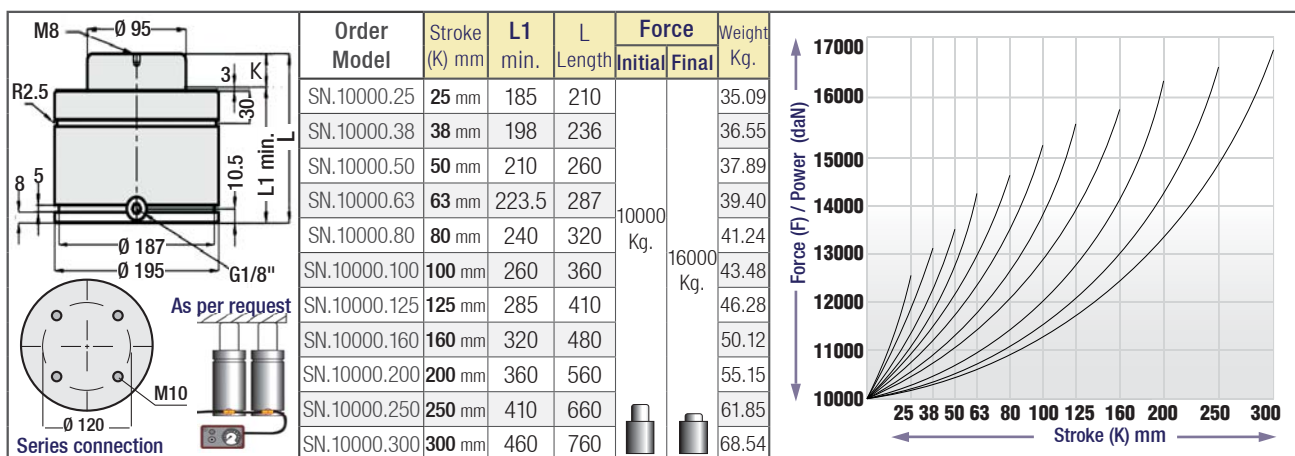 M8
Ø 95
3
K
R2.5
30
L1 min.
L
8
5
10.5
Ø 187
Ø 195
G1/8"
As per request
M10
Ø 120
Series connection
Order Model Stroke (K) mm L1 min. L Length Force Initial Final Weight Kg.
SN.10000.25 25 mm 185 210 35.09
SN.10000.38 38 mm 198 236 36.55
SN.10000.50 50 mm 210 260 37.89
SN.10000.63 63 mm 223.5 287 39.40
SN.10000.80 80 mm 240 320 41.24
SN.10000.100 100 mm 260 360 43.48
SN.10000.125 125 mm 285 410 46.28
SN.10000.160 160 mm 320 480 50.12
SN.10000.200 200 mm 360 560 55.15
SN.10000.250 250 mm 410 660 61.85
SN.10000.300 300 mm 460 760 68.54
10000 Kg.
16000 Kg.
Force (F) / Power (daN)
17000
16000
15000
14000
13000
12000
11000
10000
25 38 50 63 80 100 125 160 200 250 300
Stroke (K) mm